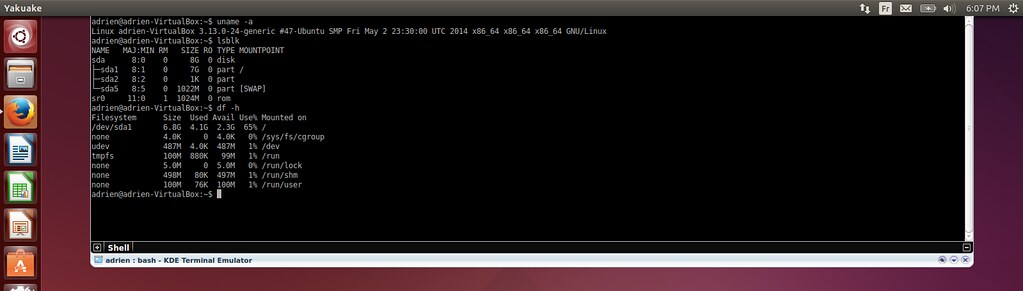 Yakuake
Fr
6:07 PM
adrien@adrien-VirtualBox:~$ uname -a
Linux adrien-VirtualBox 3.13.0-24-generic #47-Ubuntu SMP Fri May 2 23:30:00 UTC 2014 x86_64 x86_64 x86_64 GNU/Linux
adrien@adrien-VirtualBox:~$ lsblk
NAME   MAJ:MIN RM   SIZE RO TYPE MOUNTPOINT
sda      8:0    0     8G  0 disk
├─sda1   8:1    0     7G  0 part /
├─sda2   8:2    0     1K  0 part
└─sda5   8:5    0  1022M  0 part [SWAP]
sr0     11:0    1  1024M  0 rom
adrien@adrien-VirtualBox:~$ df -h
Filesystem      Size  Used Avail Use% Mounted on
/dev/sda1       6.8G  4.1G  2.3G  65% /
none            4.0K     0  4.0K   0% /sys/fs/cgroup
udev            487M  4.0K  487M   1% /dev
tmpfs           100M  880K   99M   1% /run
none            5.0M     0  5.0M   0% /run/lock
none            498M   80K  497M   1% /run/shm
none            100M   76K  100M   1% /run/user
adrien@adrien-VirtualBox:~$
Shell
adrien : bash - KDE Terminal Emulator